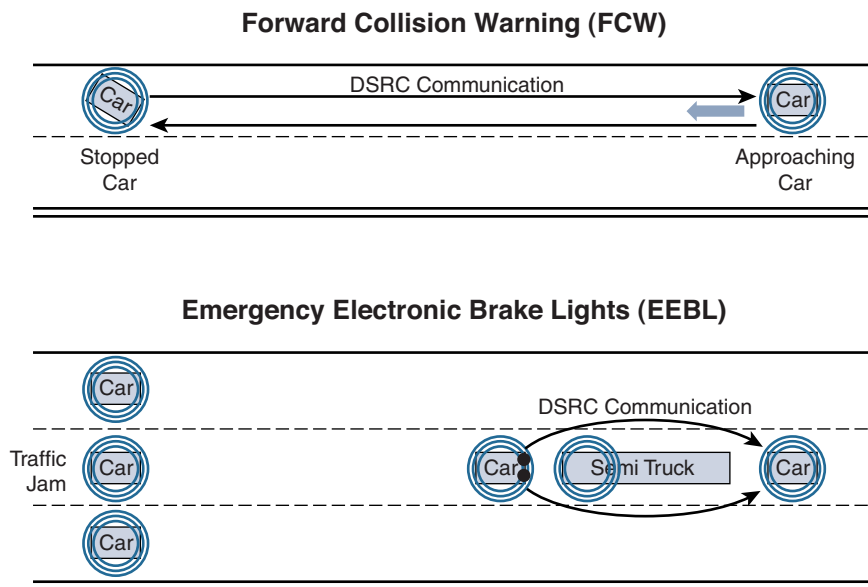 Forward Collision Warning (FCW)
DSRC Communication
Car
Car
Stopped
Car
Approaching
Car
Emergency Electronic Brake Lights (EEBL)
Car
DSRC Communication
Traffic
Jam
Car
Car
Semi Truck
Car
Car